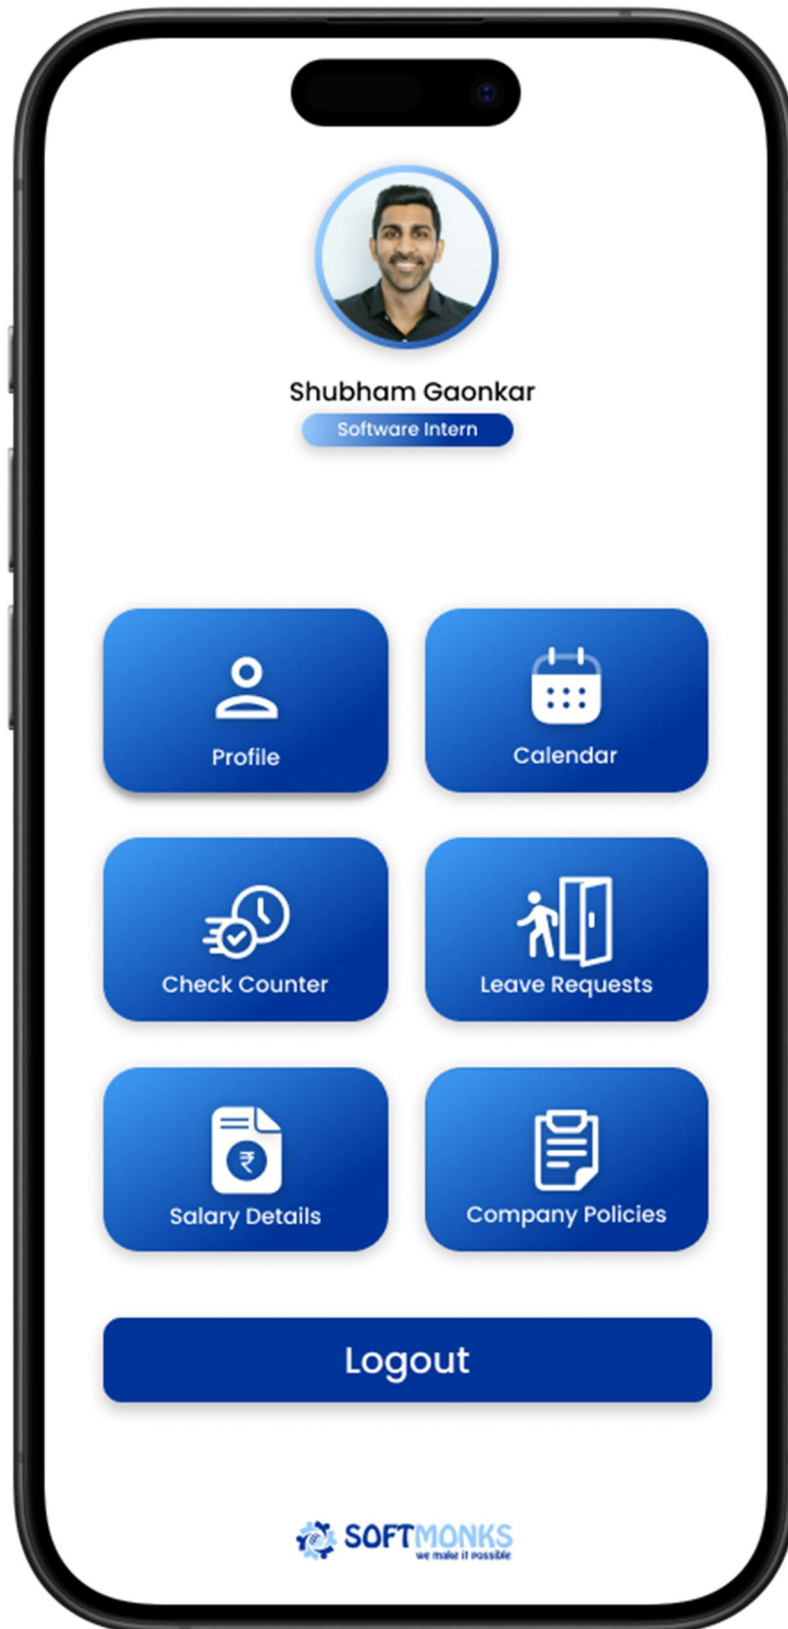 Shubham Gaonkar
Software Intern
Profile
Calendar
Check Counter
Leave Requests
₹
Salary Details
Company Policies
Logout
SOFTMONKS
we make it possible